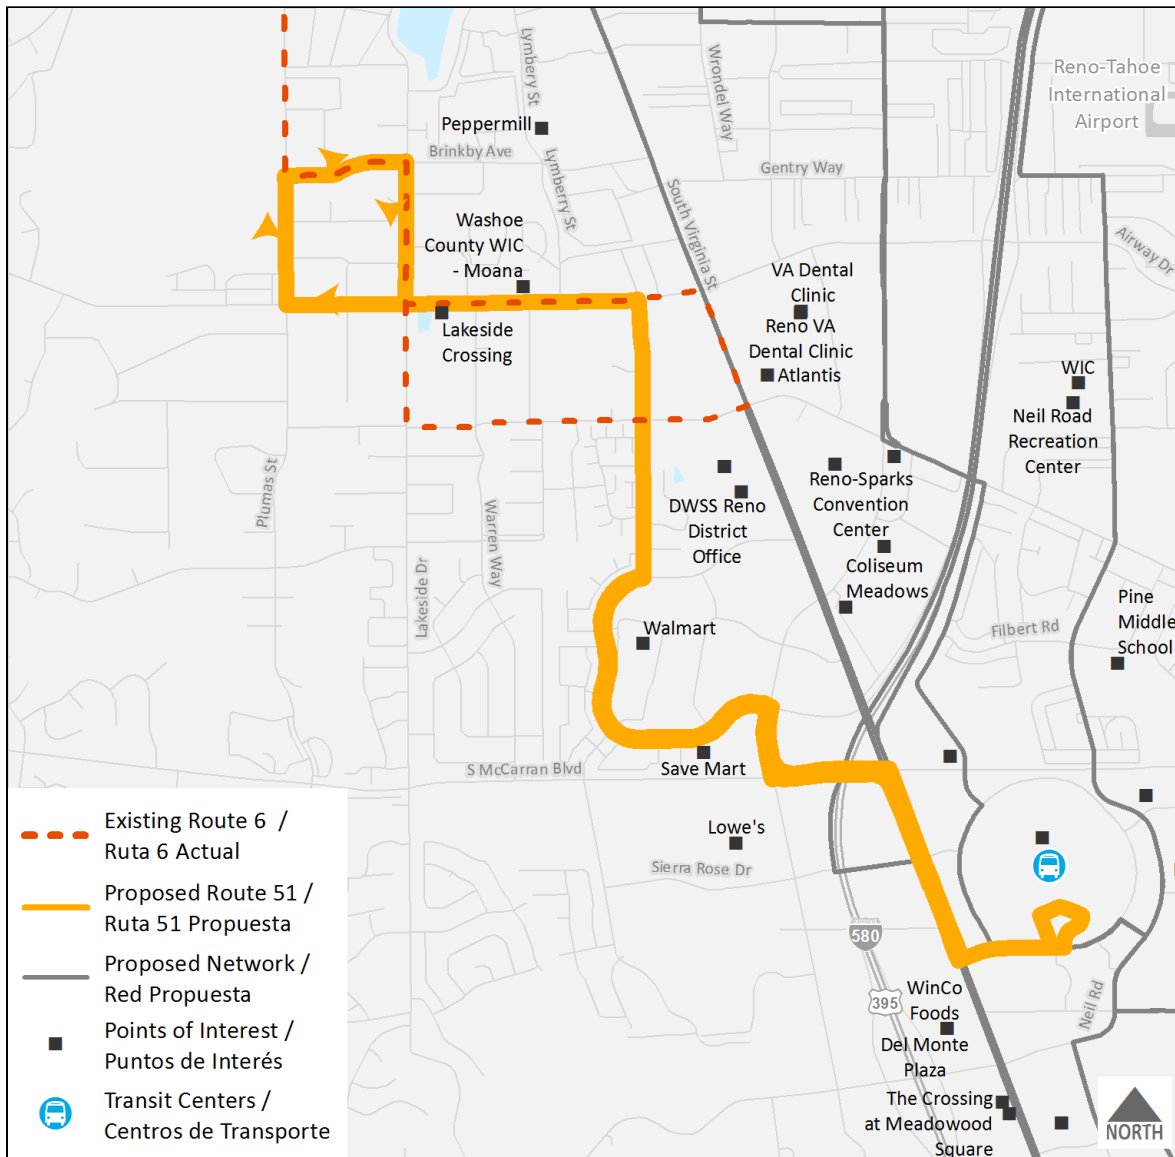 Lymbery St
Wrondel Way
Reno-Tahoe
International
Airport
Peppermill
Brinkby Ave
Lymberry St
Gentry Way
South Virginia St
Airway Dr
Washoe
County WIC
- Moana
VA Dental
Clinic
Reno VA
Dental Clinic
Atlantis
Lakeside
Crossing
WIC
Neil Road
Recreation
Center
Plumas St
Warren Way
Lakeside Dr
DWSS Reno
District
Office
Reno-Sparks
Convention
Center
Coliseum
Meadows
Pine
Middle
School
Filbert Rd
Walmart
S McCarran Blvd
Save Mart
Lowe's
Sierra Rose Dr
580
395
WinCo
Foods
Del Monte
Plaza
Neil Rd
The Crossing
at Meadowood
Square
Existing Route 6 /
Ruta 6 Actual
Proposed Route 51 /
Ruta 51 Propuesta
Proposed Network /
Red Propuesta
Points of Interest /
Puntos de Interés
Transit Centers /
Centros de Transporte
NORTH